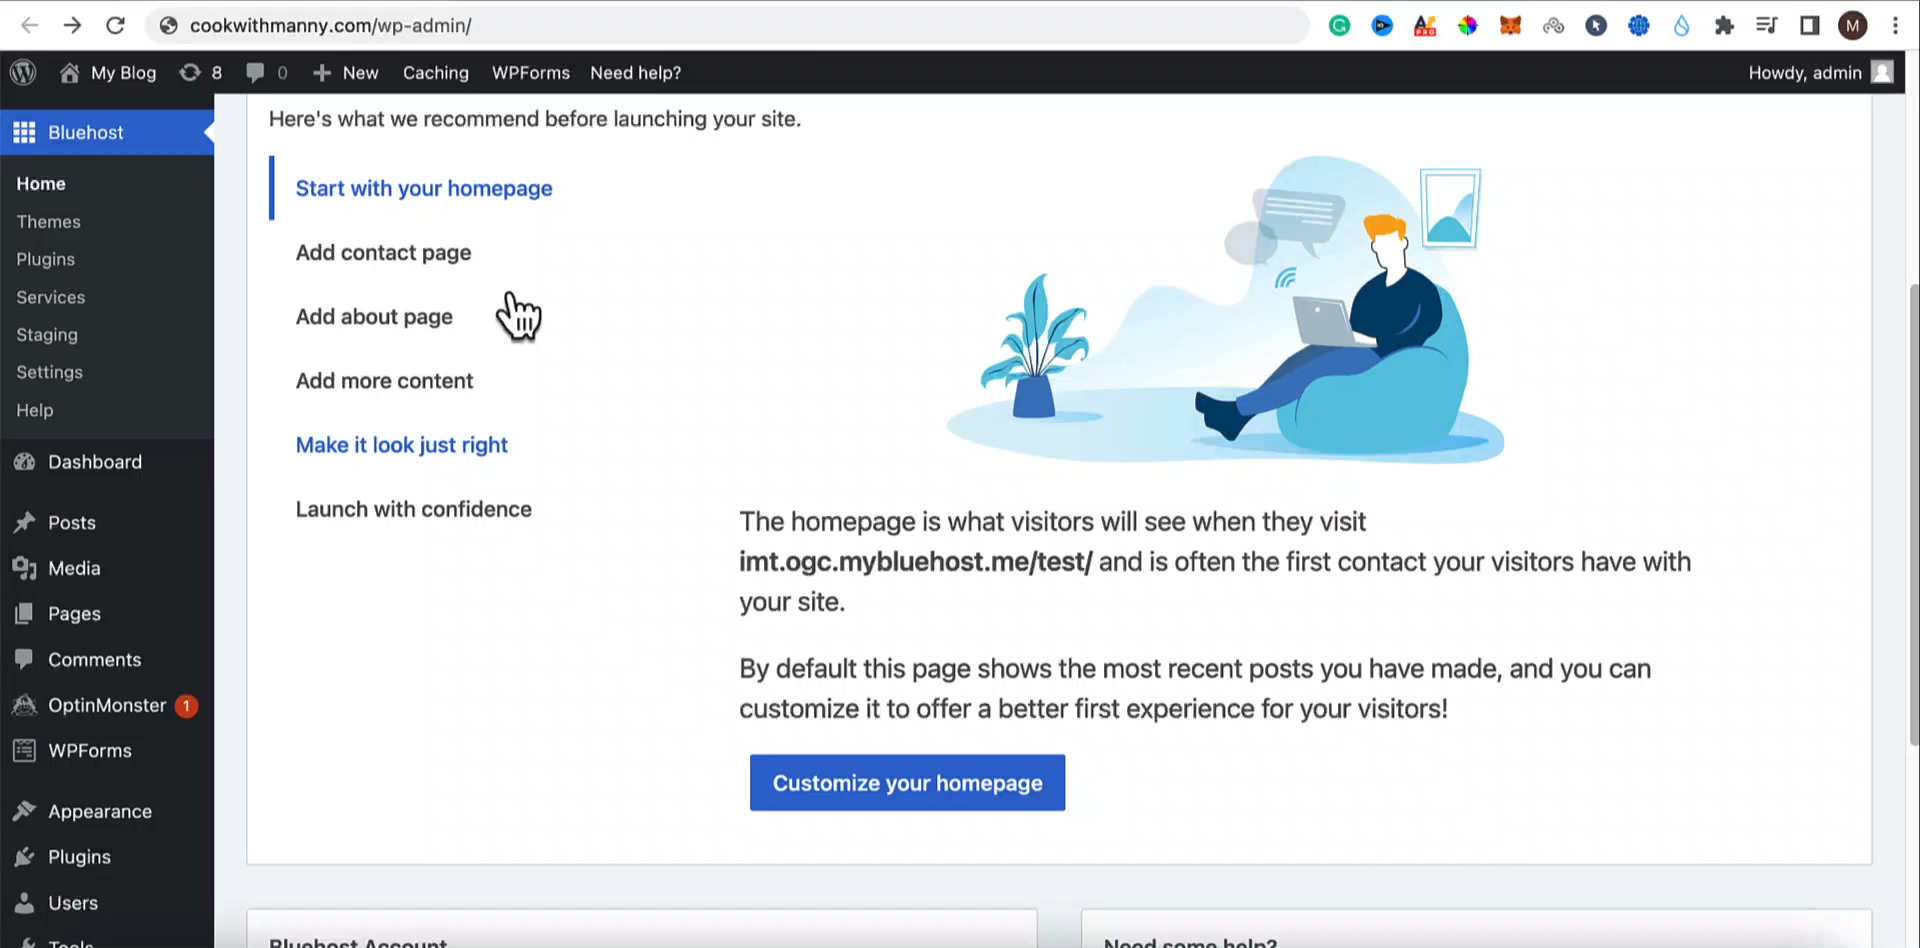 cookwithmanny.com/wp-admin/
M
My Blog 8 0 New Caching WPForms Need help?
Howdy, admin
Bluehost
Home
Themes
Plugins
Services
Staging
Settings
Help
Dashboard
Posts
Media
Pages
Comments
OptinMonster 1
WPForms
Appearance
Plugins
Users
Tools
Here's what we recommend before launching your site.
Start with your homepage
Add contact page
Add about page
Add more content
Make it look just right
Launch with confidence
The homepage is what visitors will see when they visit
imt.ogc.mybluehost.me/test/ and is often the first contact your visitors have with
your site.
By default this page shows the most recent posts you have made, and you can
customize it to offer a better first experience for your visitors!
Customize your homepage
Bluehost Account
Need some help?